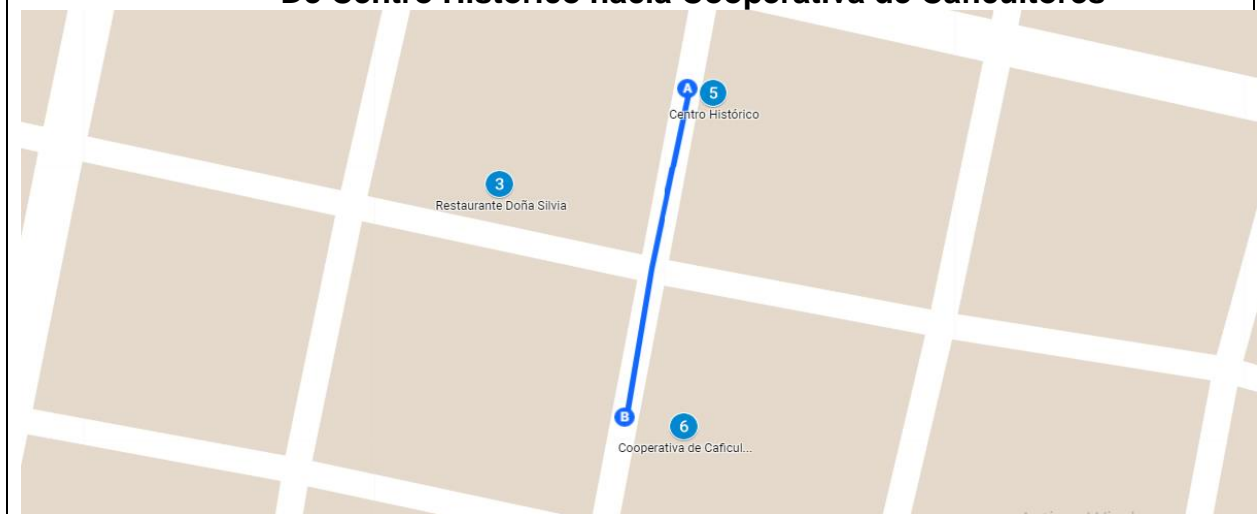 De Centro Histórico hacia Cooperativa de Caficultores
A
5
Centro Histórico
3
Restaurante Doña Silvia
B
6
Cooperativa de Caficul...